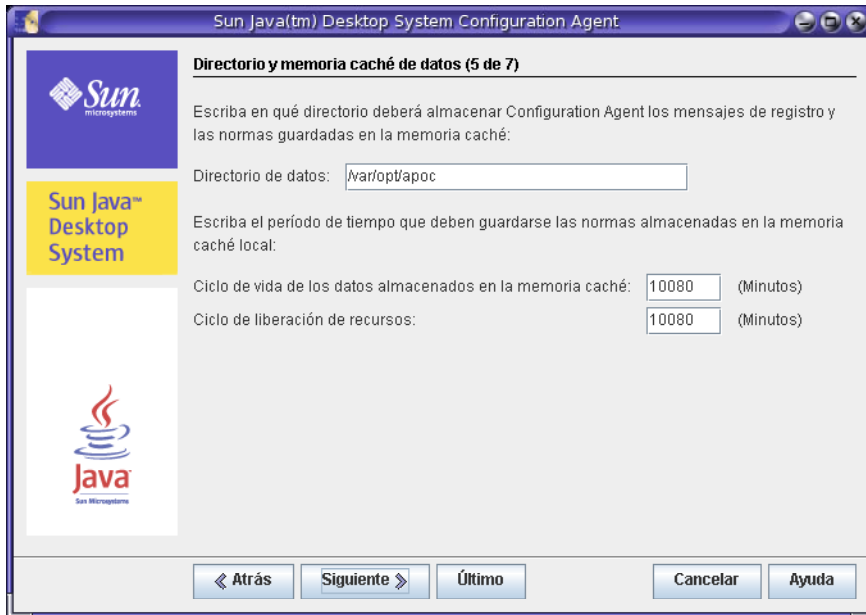 Sun Java(tm) Desktop System Configuration Agent
Sun
microsystems
Sun Java™
Desktop
System
Java
Sun Microsystems
Directorio y memoria caché de datos (5 de 7)
Escriba en qué directorio deberá almacenar Configuration Agent los mensajes de registro y
las normas guardadas en la memoria caché:
Directorio de datos: /var/opt/apoc
Escriba el período de tiempo que deben guardarse las normas almacenadas en la memoria
caché local:
Ciclo de vida de los datos almacenados en la memoria caché: 10080 (Minutos)
Ciclo de liberación de recursos: 10080 (Minutos)
Atrás Siguiente Último Cancelar Ayuda